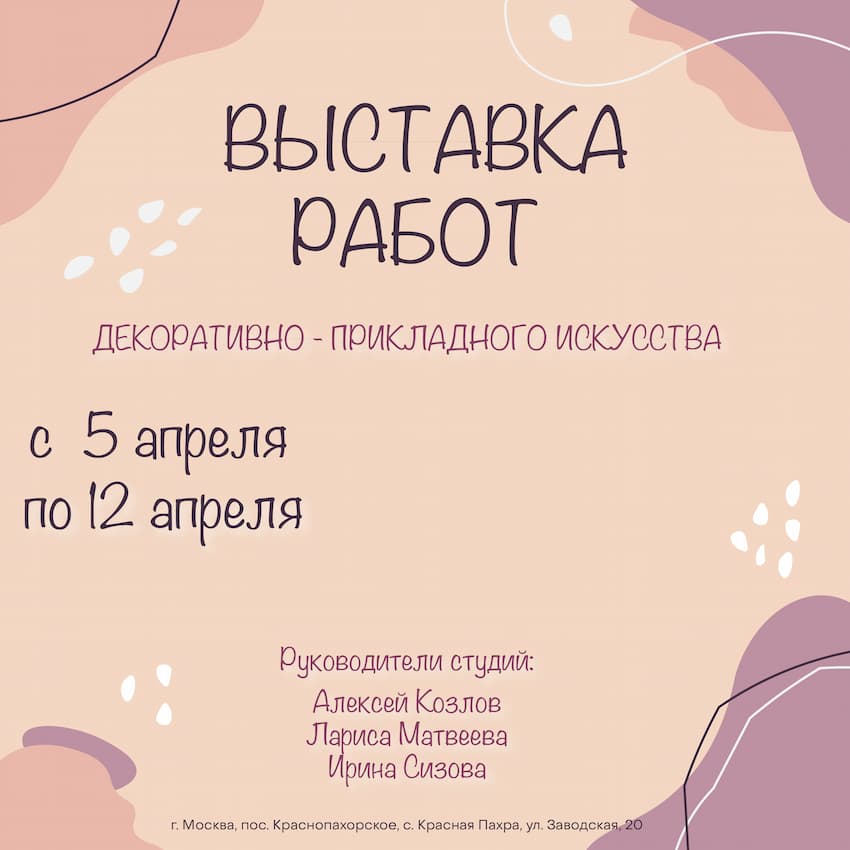 ВЫСТАВКА
РАБОТ
ДЕКОРАТИВНО - ПРИКЛАДНОГО ИСКУССТВА
с 5 апреля
по 12 апреля
Руководители студий:
Алексей Козлов
Лариса Матвеева
Ирина Сизова
г. Москва, пос. Краснопахорское, с. Красная Пахра, ул. Заводская, 20